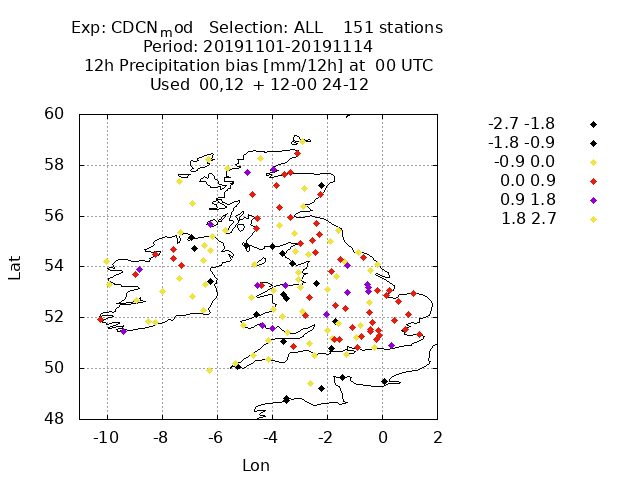 Exp: CDCNmod Selection: ALL 151 stations
Period: 20191101-20191114
12h Precipitation bias [mm/12h] at 00 UTC
Used 00,12 + 12-00 24-12
-2.7 -1.8
-1.8 -0.9
-0.9 0.0
0.0 0.9
0.9 1.8
1.8 2.7
60
58
56
54
52
50
48
Lat
-10 -8 -6 -4 -2 0 2
Lon